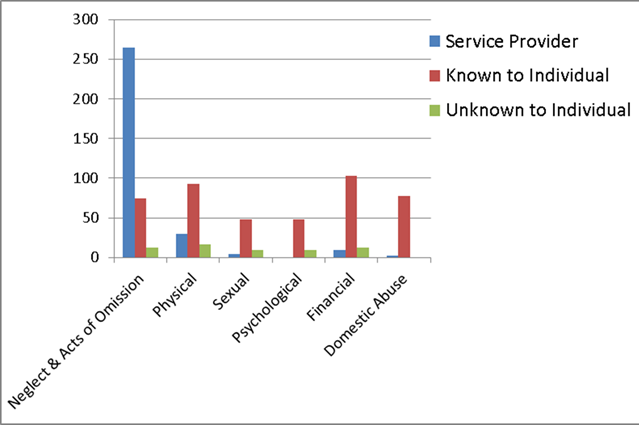 300
250
200
150
100
50
0
Neglect & Acts of Omission
Physical
Sexual
Psychological
Financial
Domestic Abuse
Service Provider
Known to Individual
Unknown to Individual